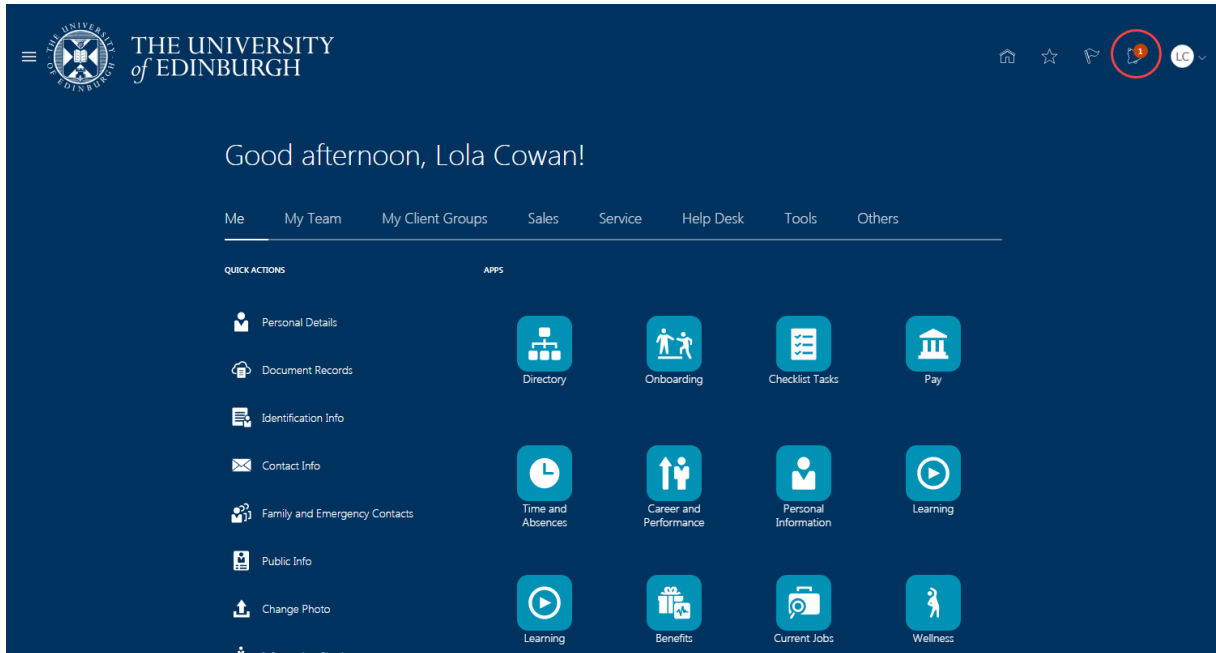 THE UNIVERSITY
of EDINBURGH
1
LC
Good afternoon, Lola Cowan!
Me My Team My Client Groups Sales Service Help Desk Tools Others
QUICK ACTIONS APPS
Personal Details
Document Records
Identification Info
Contact Info
Family and Emergency Contacts
Public Info
Change Photo
Directory Onboarding Checklist Tasks Pay
Time and Absences
Career and Performance
Personal Information
Learning
Learning Benefits Current Jobs Wellness